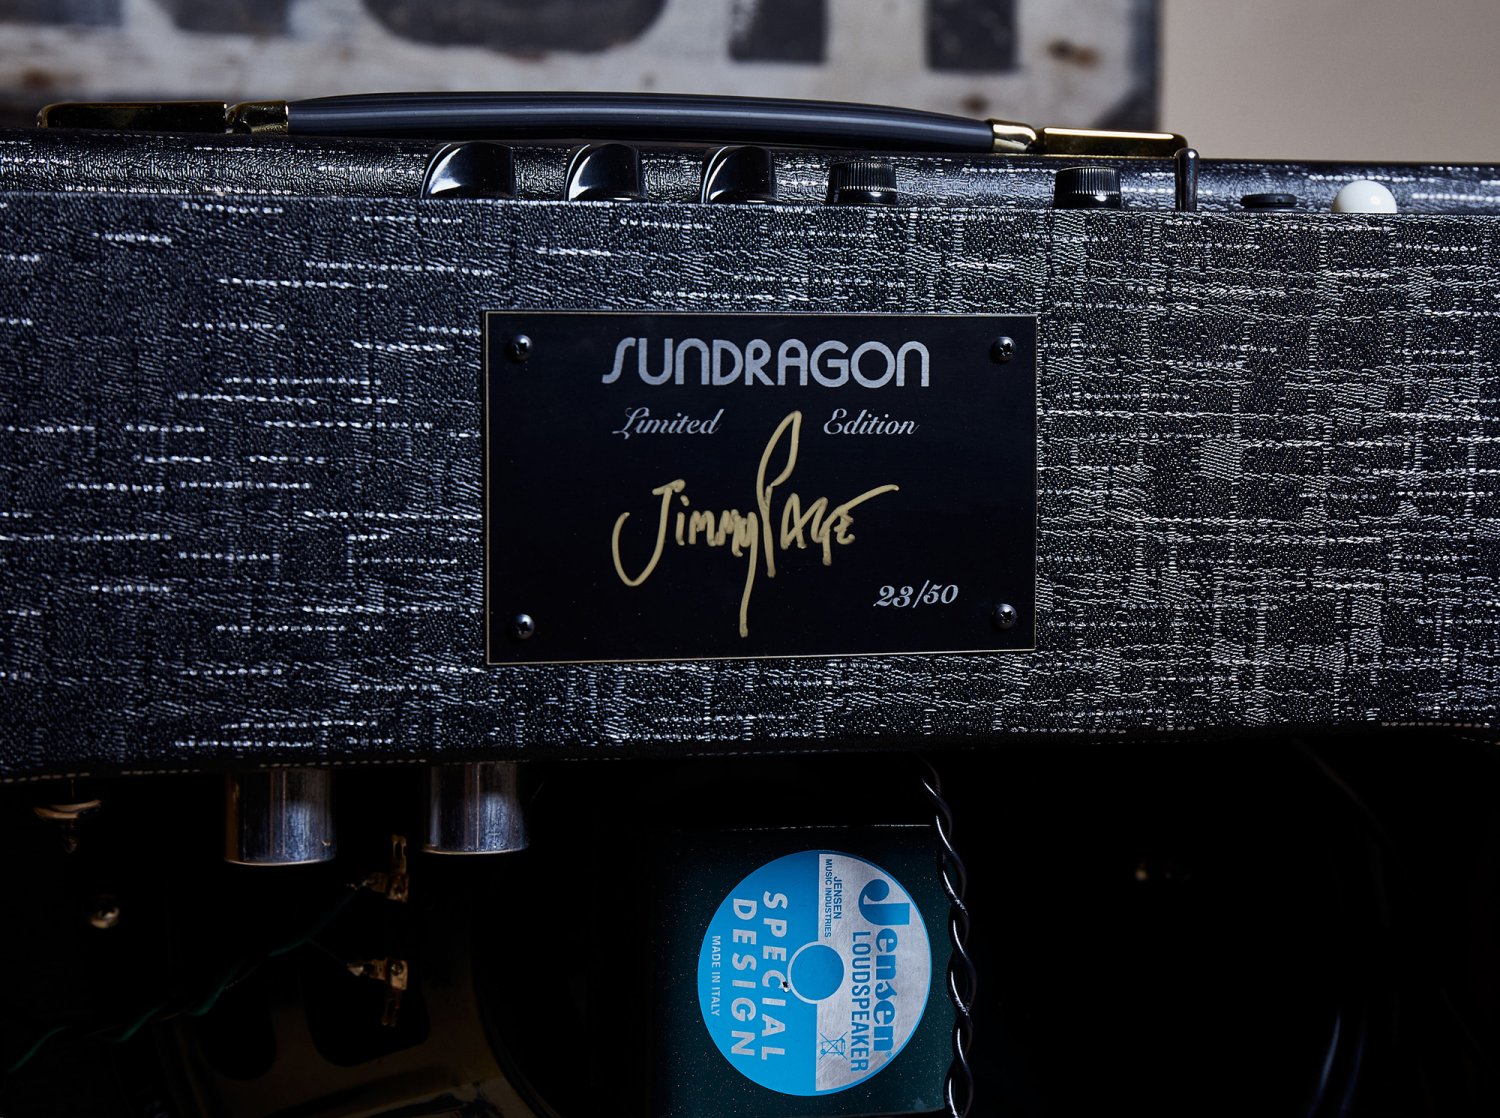 SUNDRAGON
Limited Edition
Jimmy Page
23/50
Jensen®
LOUDSPEAKER
JENSEN
MUSIC INDUSTRIES
SPECIAL
DESIGN
MADE IN ITALY